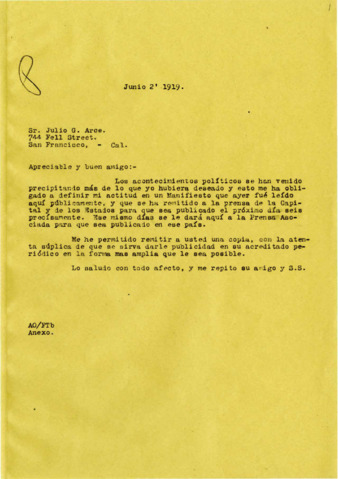 8
1
Junio 2' 1919.
Sr. Julio G. Arce.
744 Fell Street.
San Francisco, - Cal.
Apreciable y buen amigo:-
Los acontecimientos políticos se han venido
precipitando más de lo que yo hubiera deseado y esto me ha obli-
gado a definir mi actitud en un Manifiesto que ayer fué leído
aquí públicamente, y que se ha remitido a la prensa de la Capi-
tal y de los Estados para que sea publicado el próximo día seis
precisamente. Ese mismo día se le dará aquí a la Prensa Aso-
ciada para que sea publicado en ese país.
Me he permitido remitir a usted una copia, con la aten-
ta súplica de que se sirva darle publicidad en su acreditado pe-
riódico en la forma mas amplia que le sea posible.
Lo saludo con todo afecto, y me repito su amigo y S.S.
AO/FTb
Anexo.